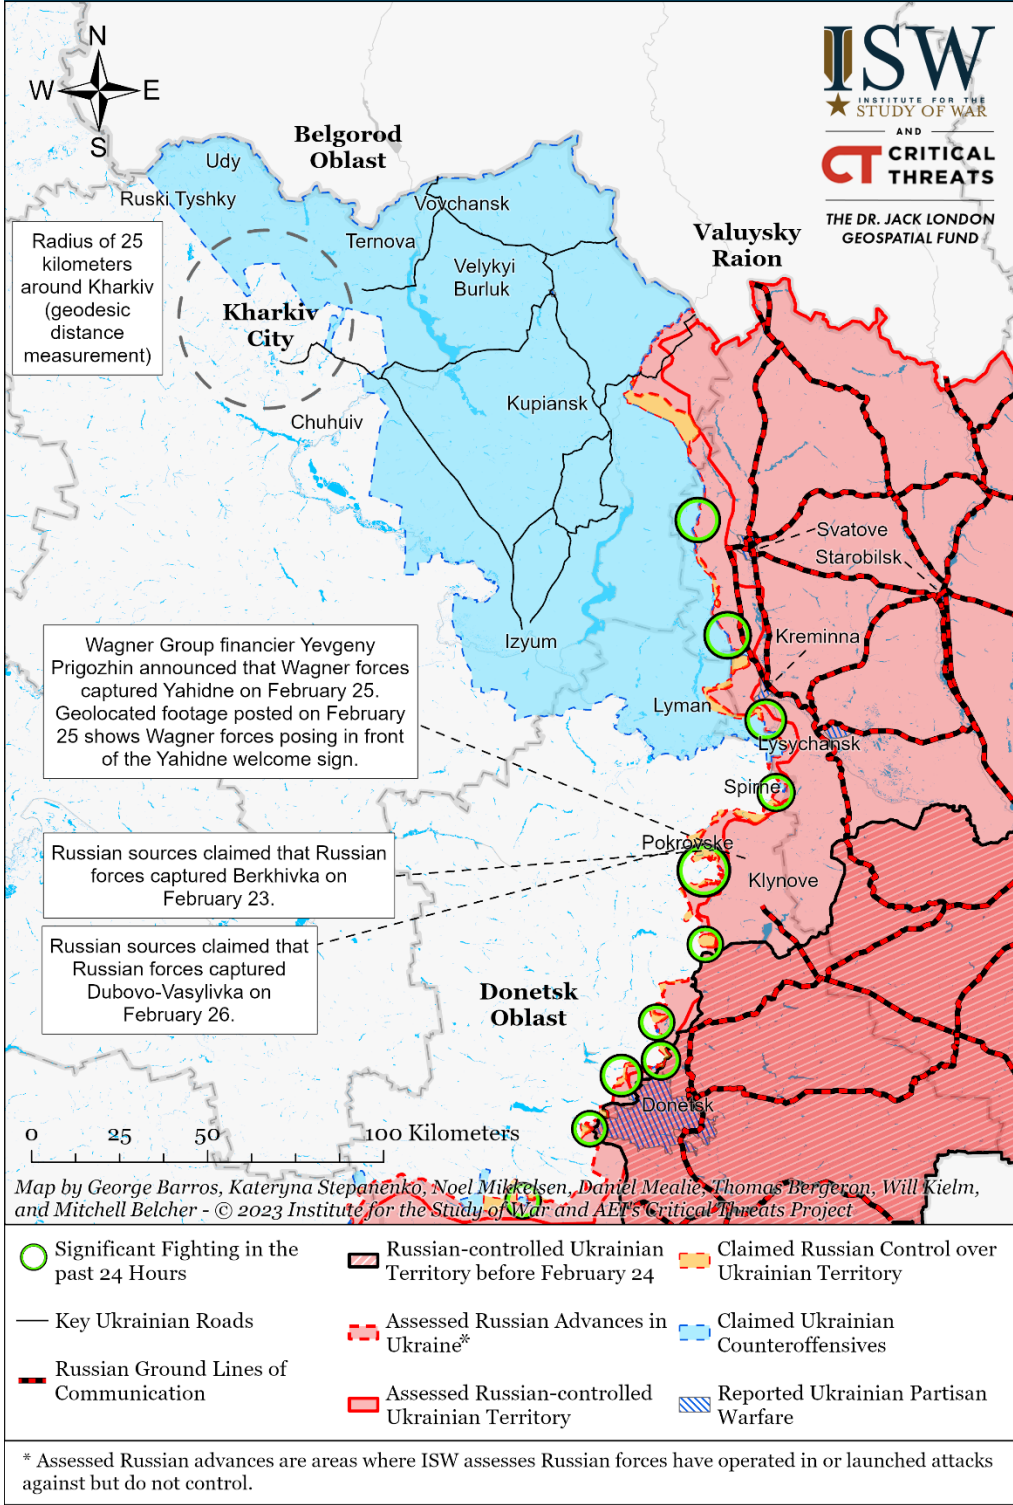 N
W E
S
ISW
INSTITUTE FOR THE
STUDY OF WAR
AND
CT CRITICAL
THREATS
THE DR. JACK LONDON
GEOSPATIAL FUND
Belgorod
Oblast
Udy
Ruski Tyshky
Vovchansk
Ternova
Valuysky
Raion
Radius of 25
kilometers
around Kharkiv
(geodesic
distance
measurement)
Velykyi
Burluk
Kharkiv
City
Kupiansk
Chuhuiv
Svatove
Starobilsk
Izyum
Kreminna
Wagner Group financier Yevgeny
Prigozhin announced that Wagner forces
captured Yahidne on February 25.
Geolocated footage posted on February
25 shows Wagner forces posing in front
of the Yahidne welcome sign.
Lyman
Lysychansk
Spirne
Pokrovske
Russian sources claimed that Russian
forces captured Berkhivka on
February 23.
Klynove
Russian sources claimed that
Russian forces captured
Dubovo-Vasylivka on
February 26.
Donetsk
Oblast
Donetsk
0 25 50 100 Kilometers
Map by George Barros, Kateryna Stepanenko, Noel Mikkelsen, Daniel Mealie, Thomas Bergeron, Will Kielm,
and Mitchell Belcher - © 2023 Institute for the Study of War and AEI's Critical Threats Project
Significant Fighting in the
past 24 Hours
Key Ukrainian Roads
Russian Ground Lines of
Communication
Russian-controlled Ukrainian
Territory before February 24
Assessed Russian Advances in
Ukraine*
Assessed Russian-controlled
Ukrainian Territory
Claimed Russian Control over
Ukrainian Territory
Claimed Ukrainian
Counteroffensives
Reported Ukrainian Partisan
Warfare
* Assessed Russian advances are areas where ISW assesses Russian forces have operated in or launched attacks
against but do not control.